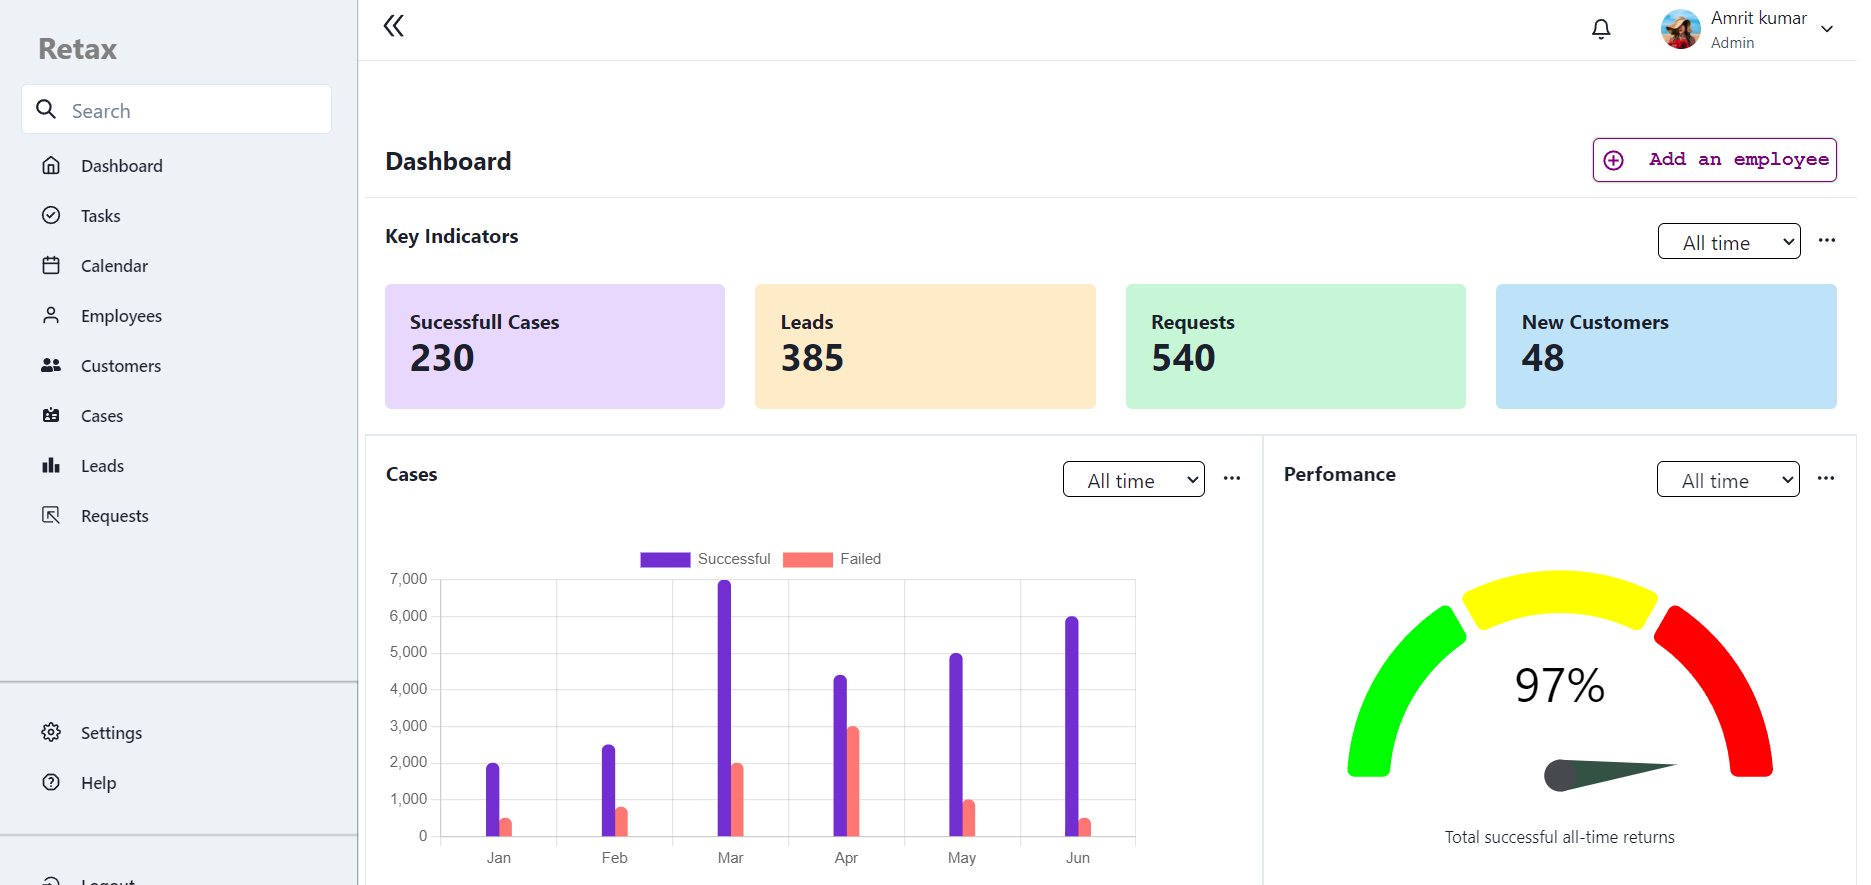 Retax
Search
Dashboard
Tasks
Calendar
Employees
Customers
Cases
Leads
Requests
Settings
Help
Logout
Amrit kumar
Admin
Dashboard
Add an employee
Key Indicators
All time
Sucessfull Cases
230
Leads
385
Requests
540
New Customers
48
Cases
All time
Successful
Failed
7,000
6,000
5,000
4,000
3,000
2,000
1,000
0
Jan
Feb
Mar
Apr
May
Jun
Perfomance
All time
97%
Total successful all-time returns